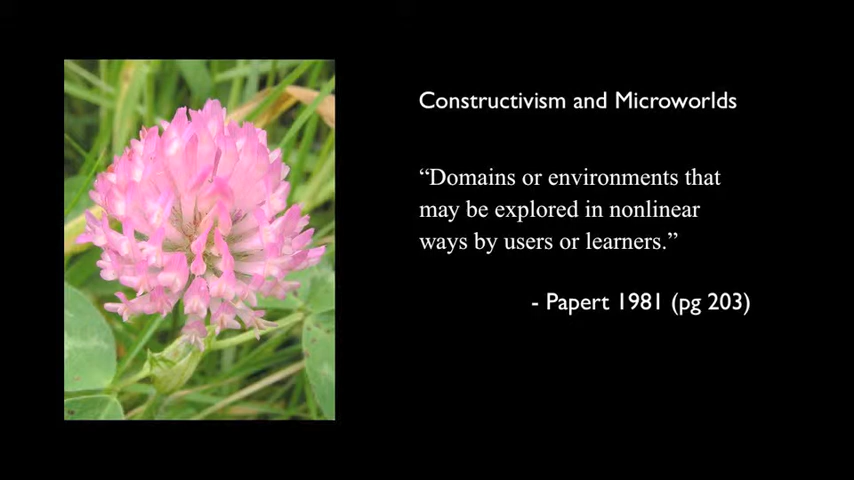 Constructivism and Microworlds
“Domains or environments that
may be explored in nonlinear
ways by users or learners.”
- Papert 1981 (pg 203)